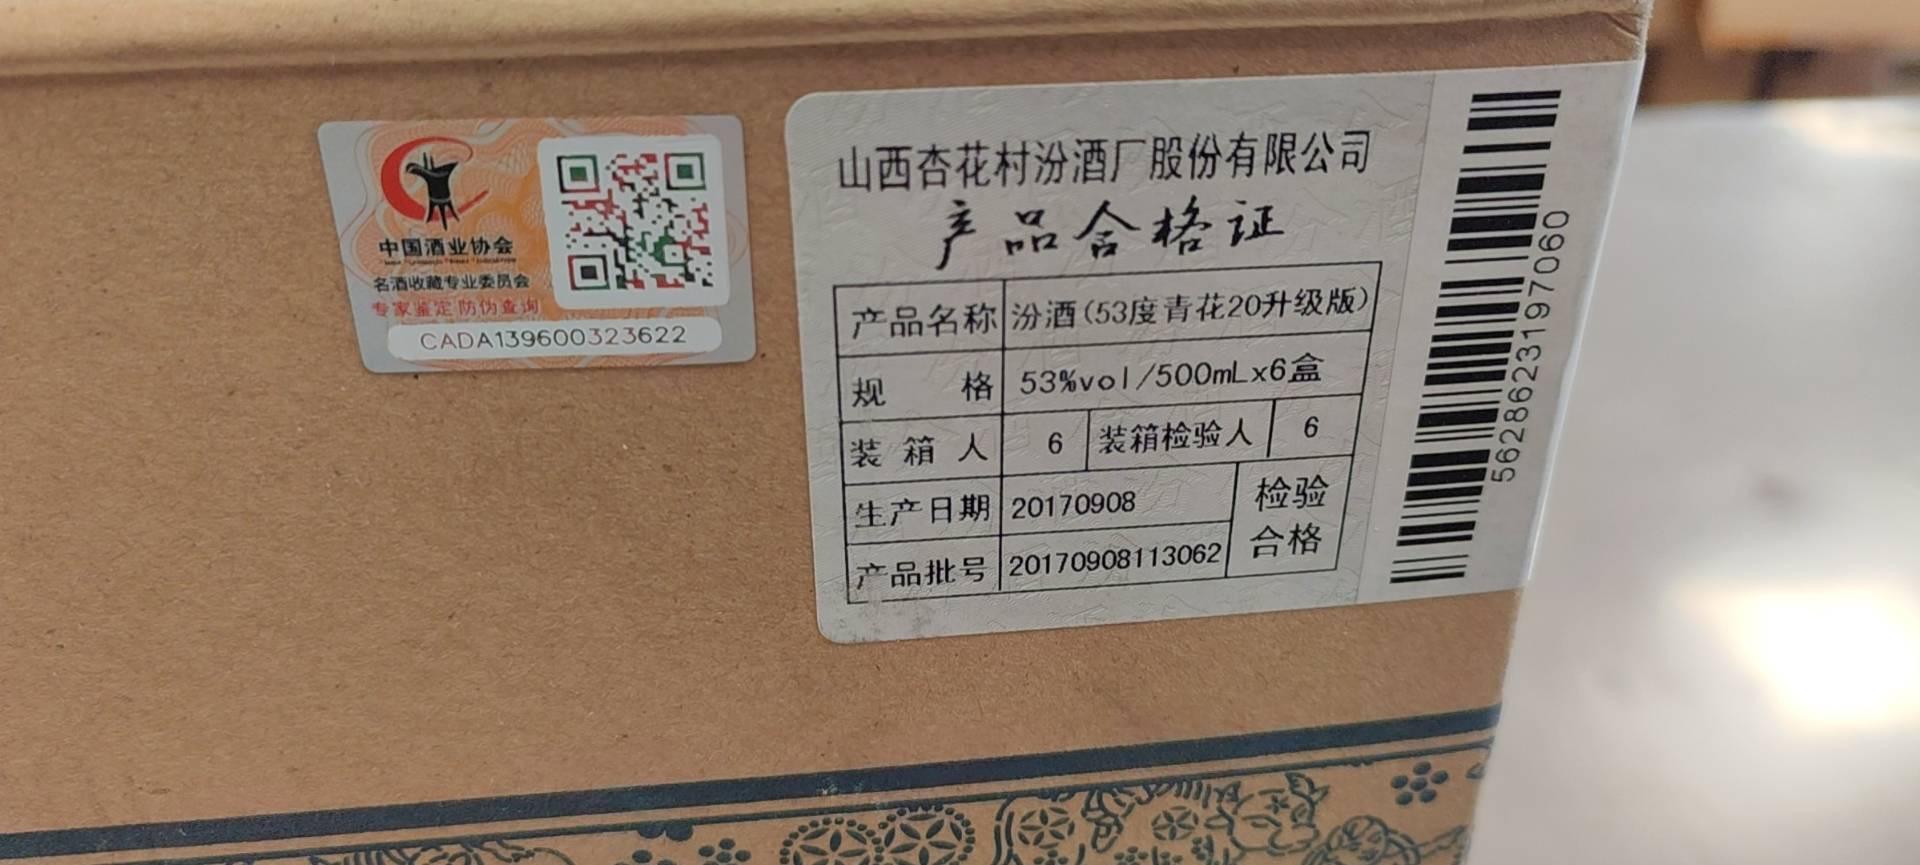 中国酒业协会
名酒收藏专业委员会
专家鉴定 防伪查询
CADA139600323622
山西杏花村汾酒厂股份有限公司
产品合格证
产品名称 汾酒(53度青花20升级版)
规格 53%vol/500mLx6盒
装箱人 6 装箱检验人 6
生产日期 20170908
检验合格
产品批号 20170908113062
5628623197060